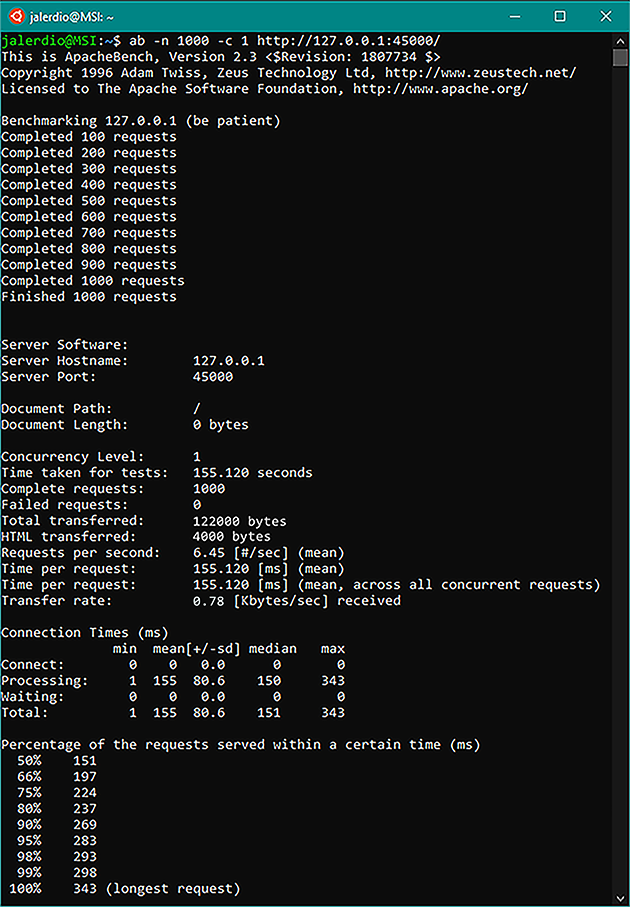 jalerdio@MSI: ~
jalerdio@MSI:~$ ab -n 1000 -c 1 http://127.0.0.1:45000/
This is ApacheBench, Version 2.3 <$Revision: 1807734 $>
Copyright 1996 Adam Twiss, Zeus Technology Ltd, http://www.zeustech.net/
Licensed to The Apache Software Foundation, http://www.apache.org/

Benchmarking 127.0.0.1 (be patient)
Completed 100 requests
Completed 200 requests
Completed 300 requests
Completed 400 requests
Completed 500 requests
Completed 600 requests
Completed 700 requests
Completed 800 requests
Completed 900 requests
Completed 1000 requests
Finished 1000 requests


Server Software:
Server Hostname:        127.0.0.1
Server Port:            45000

Document Path:          /
Document Length:        0 bytes

Concurrency Level:      1
Time taken for tests:   155.120 seconds
Complete requests:      1000
Failed requests:        0
Total transferred:      122000 bytes
HTML transferred:       4000 bytes
Requests per second:    6.45 [#/sec] (mean)
Time per request:       155.120 [ms] (mean)
Time per request:       155.120 [ms] (mean, across all concurrent requests)
Transfer rate:          0.78 [Kbytes/sec] received

Connection Times (ms)
              min  mean[+/-sd] median   max
Connect:        0    0   0.0      0       0
Processing:     1  155  80.6    150     343
Waiting:        0    0   0.0      0       0
Total:          1  155  80.6    151     343

Percentage of the requests served within a certain time (ms)
  50%    151
  66%    197
  75%    224
  80%    237
  90%    269
  95%    283
  98%    293
  99%    298
 100%    343 (longest request)